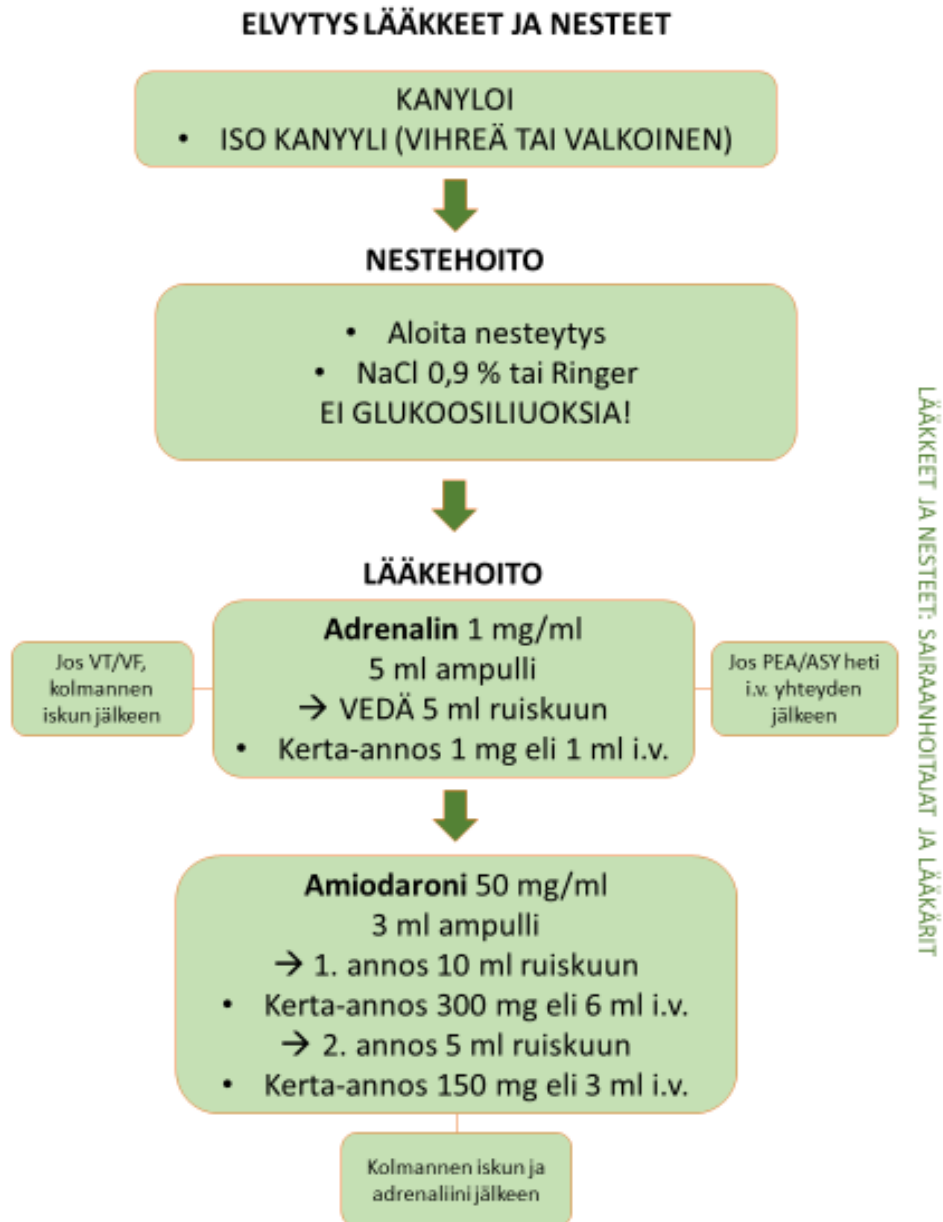 ELVYTYS LÄÄKKEET JA NESTEET
KANYLOI
• ISO KANYYLI (VIHREÄ TAI VALKOINEN)
NESTEHOITO
• Aloita nesteytys
• NaCl 0,9 % tai Ringer
EI GLUKOOSILIUOKSIA!
LÄÄKEHOITO
Jos VT/VF,
kolmannen
iskun jälkeen
Adrenalin 1 mg/ml
5 ml ampulli
→ VEDÄ 5 ml ruiskuun
• Kerta-annos 1 mg eli 1 ml i.v.
Jos PEA/ASY heti
i.v. yhteyden
jälkeen
Amiodaroni 50 mg/ml
3 ml ampulli
→ 1. annos 10 ml ruiskuun
• Kerta-annos 300 mg eli 6 ml i.v.
→ 2. annos 5 ml ruiskuun
• Kerta-annos 150 mg eli 3 ml i.v.
Kolmannen iskun ja
adrenaliini jälkeen
LÄÄKKEET JA NESTEET: SAIRAANHOITAJAT JA LÄÄKÄRIT